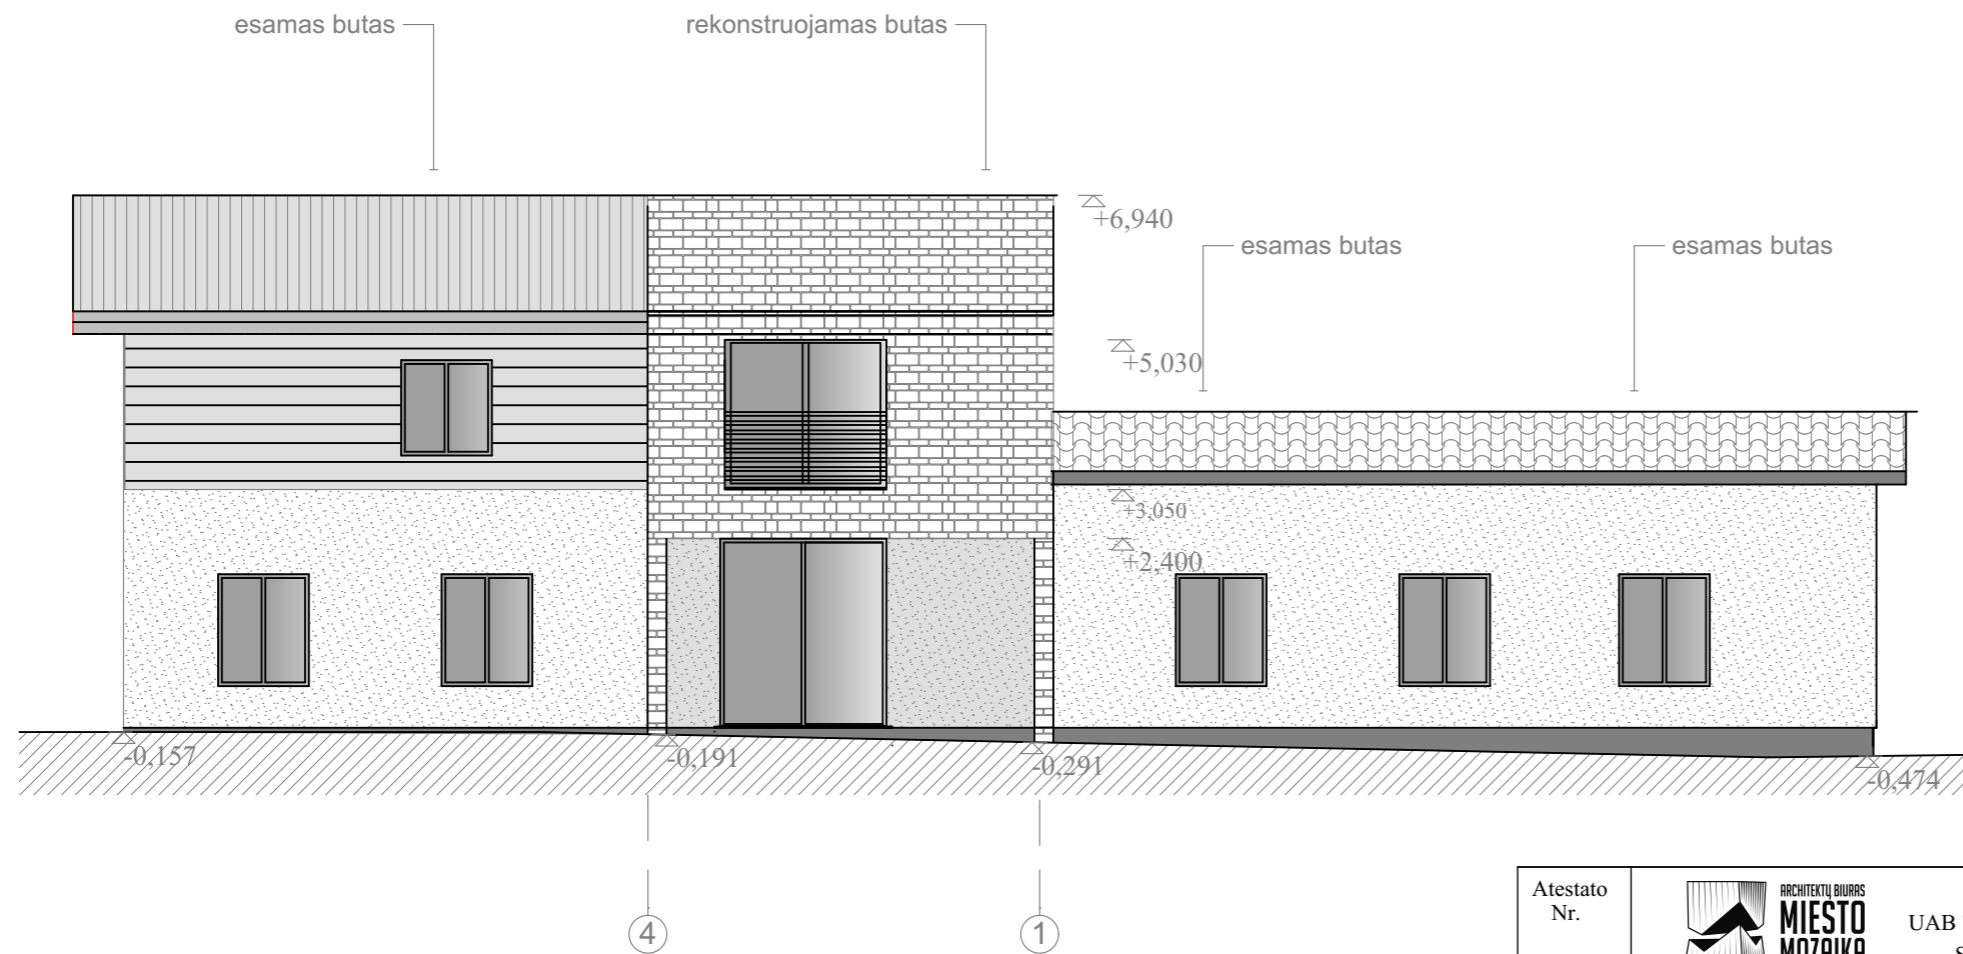 esamas butas
rekonstruojamas butas
+6,940
esamas butas
esamas butas
+5,030
+3,050
+2,400
-0,157
-0,191
-0,291
-0,474
4
1
Atestato
Nr.
ARCHITEKTŲ BIURAS
MIESTO
MOZAIKA
UAB